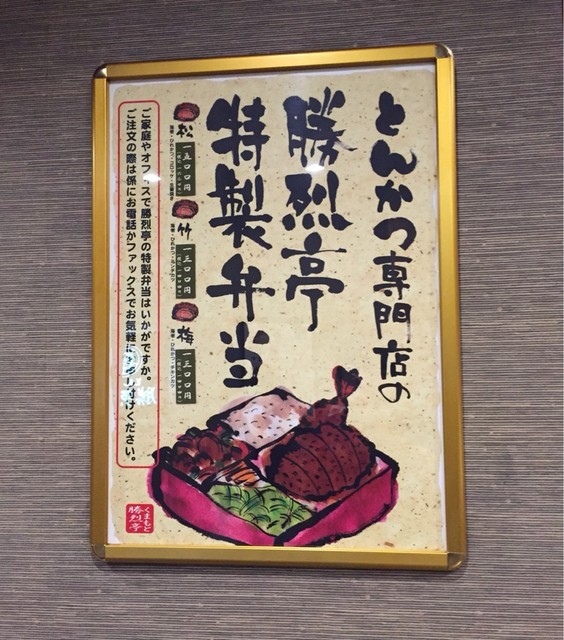 とんかつ専門店の
勝烈亭
特製弁当
松 一五〇〇円
竹 一三〇〇円
梅 一三〇〇円
ご家庭やオフィスで勝烈亭の特製弁当はいかがですか。
ご注文の際は係にお電話かファックスでお気軽にお申し付けください。
くまもと
勝烈亭